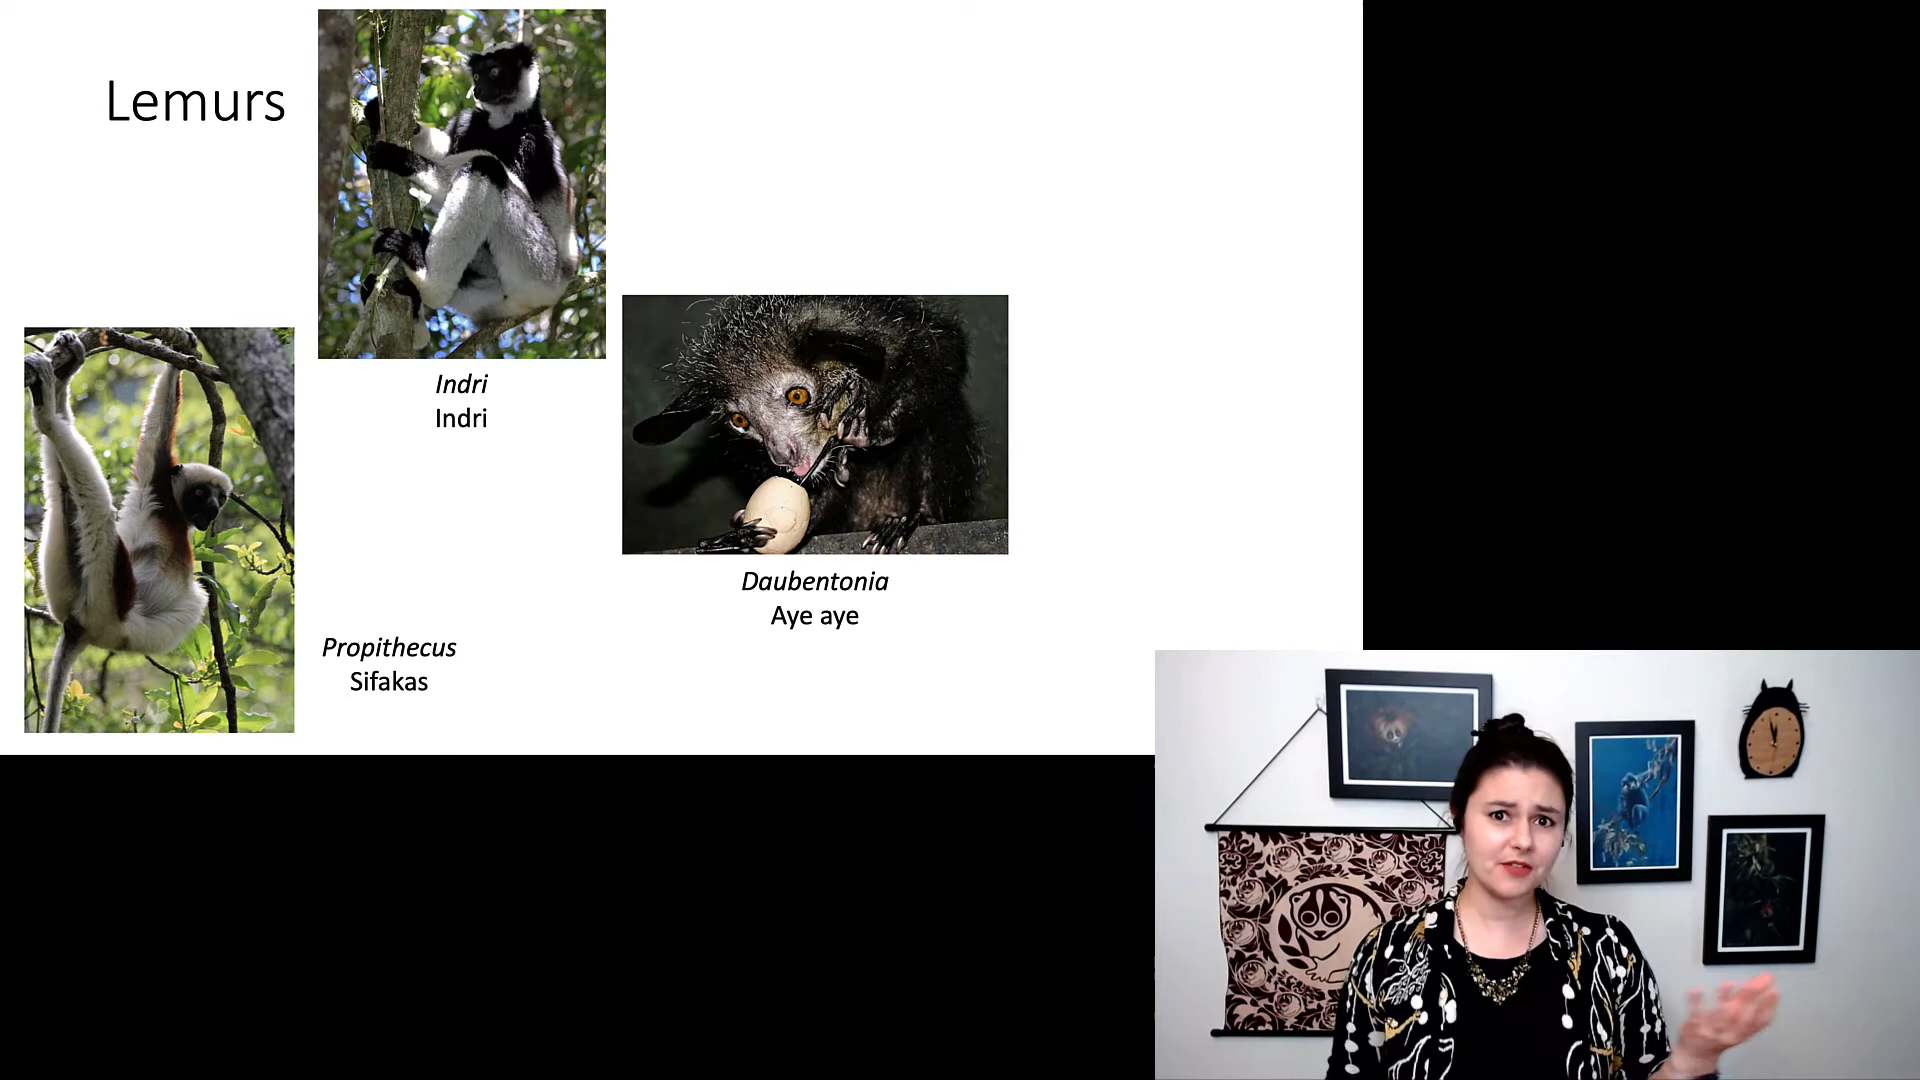 Lemurs
Indri
Indri
Daubentonia
Aye aye
Propithecus
Sifakas